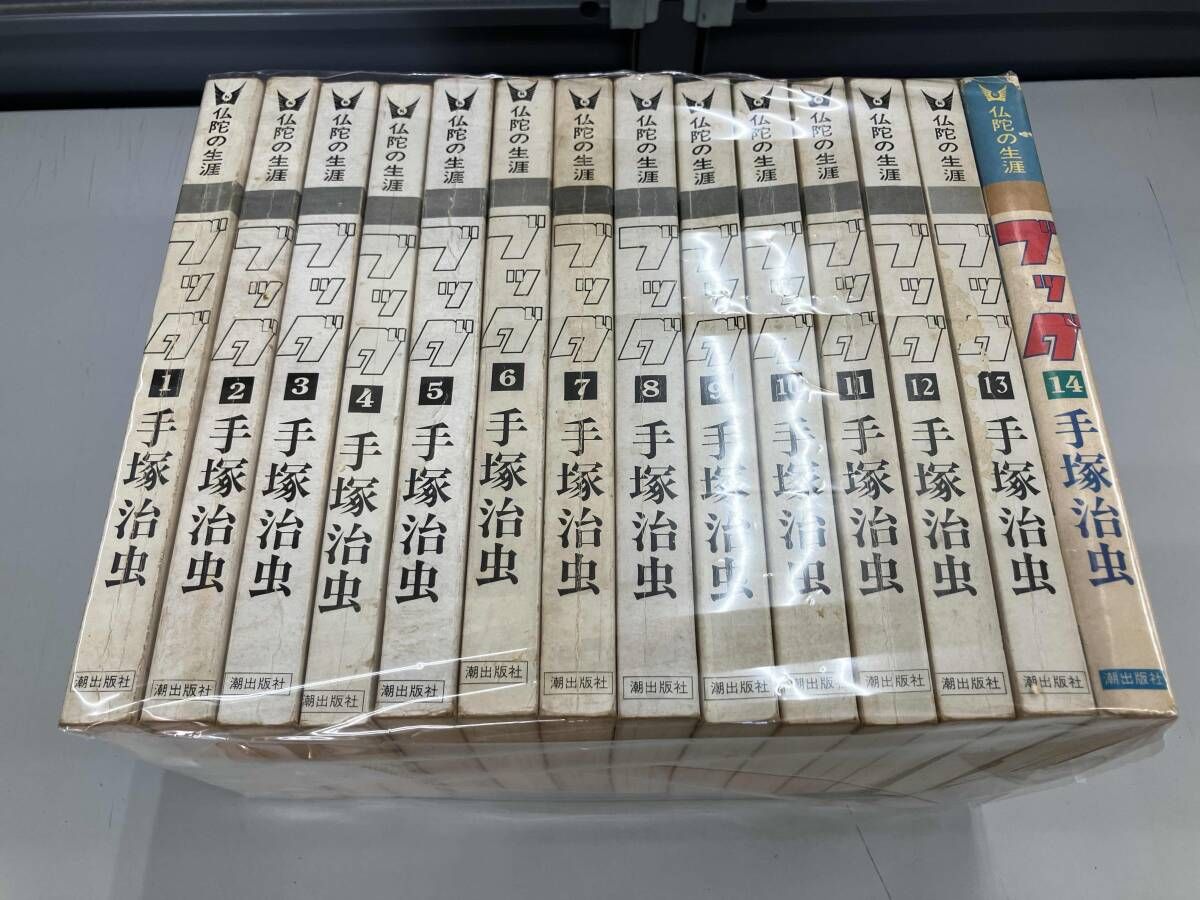 仏陀の生涯
ブッダ
1
手塚治虫
潮出版社
仏陀の生涯
ブッダ
2
手塚治虫
潮出版社
仏陀の生涯
ブッダ
3
手塚治虫
潮出版社
仏陀の生涯
ブッダ
4
手塚治虫
潮出版社
仏陀の生涯
ブッダ
5
手塚治虫
潮出版社
仏陀の生涯
ブッダ
6
手塚治虫
潮出版社
仏陀の生涯
ブッダ
7
手塚治虫
潮出版社
仏陀の生涯
ブッダ
8
手塚治虫
潮出版社
仏陀の生涯
ブッダ
9
手塚治虫
潮出版社
仏陀の生涯
ブッダ
10
手塚治虫
潮出版社
仏陀の生涯
ブッダ
11
手塚治虫
潮出版社
仏陀の生涯
ブッダ
12
手塚治虫
潮出版社
仏陀の生涯
ブッダ
13
手塚治虫
潮出版社
仏陀の生涯
ブッダ
14
手塚治虫
潮出版社